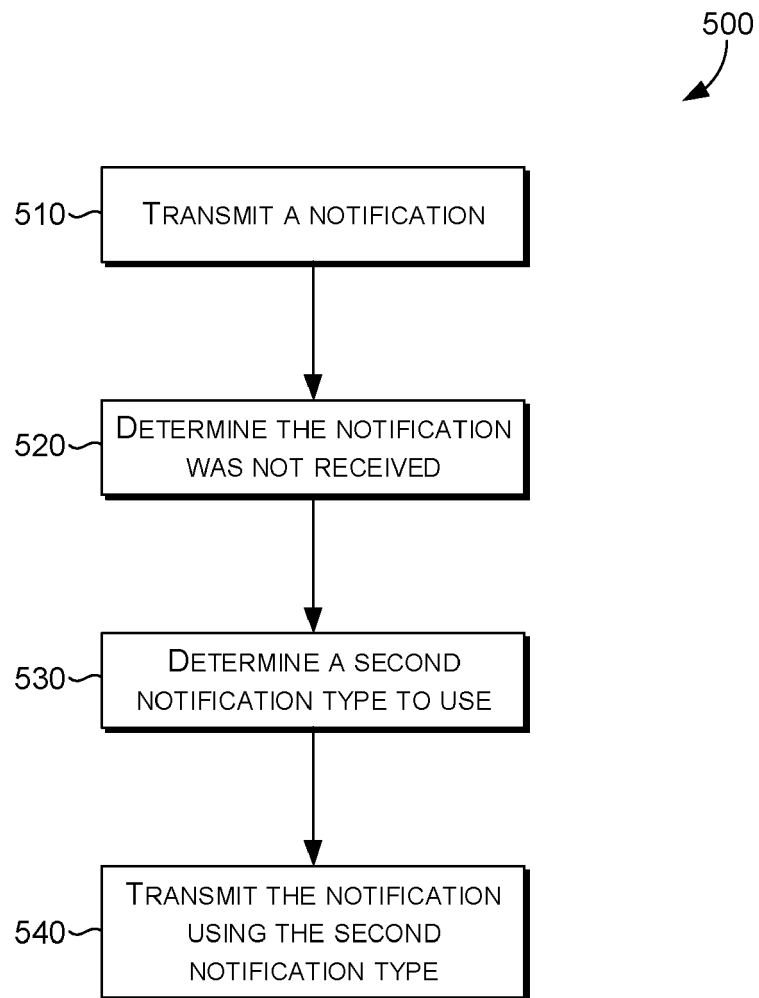 500
510
TRANSMIT A NOTIFICATION
520
DETERMINE THE NOTIFICATION
WAS NOT RECEIVED
530
DETERMINE A SECOND
NOTIFICATION TYPE TO USE
540
TRANSMIT THE NOTIFICATION
USING THE SECOND
NOTIFICATION TYPE